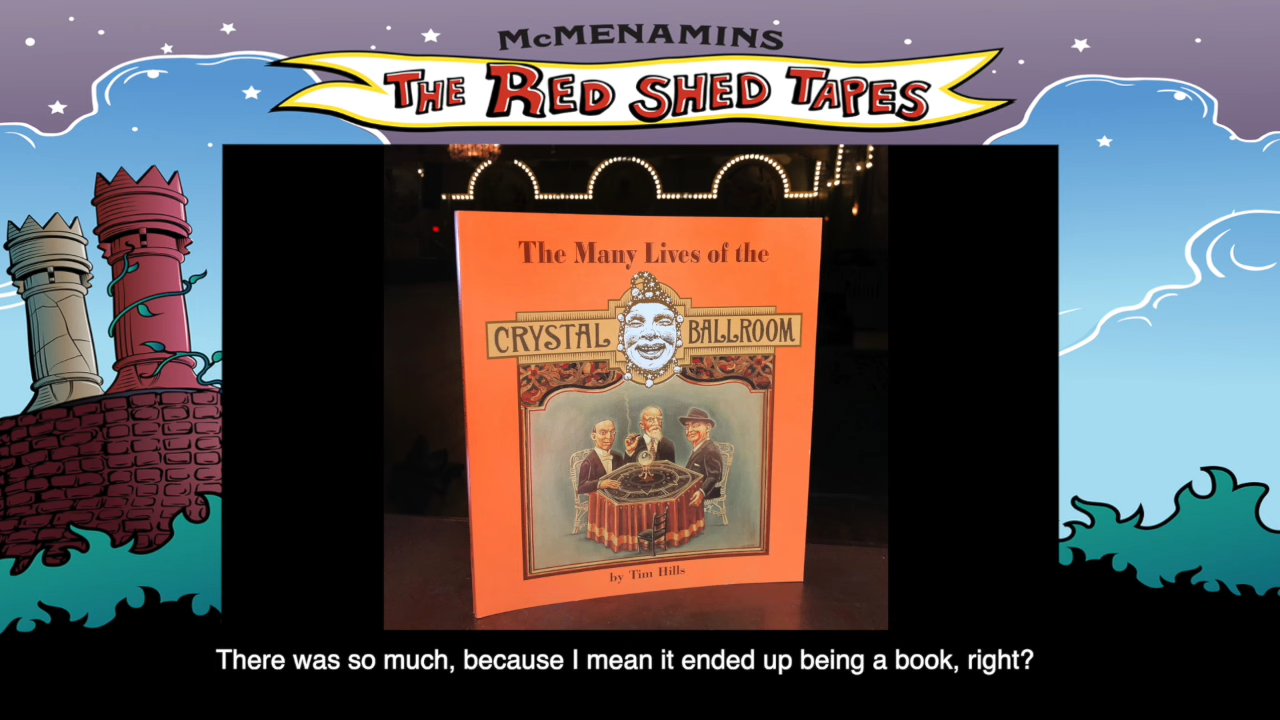 McMENAMINS
THE RED SHED TAPES
The Many Lives of the
CRYSTAL BALLROOM
by Tim Hills
There was so much, because I mean it ended up being a book, right?